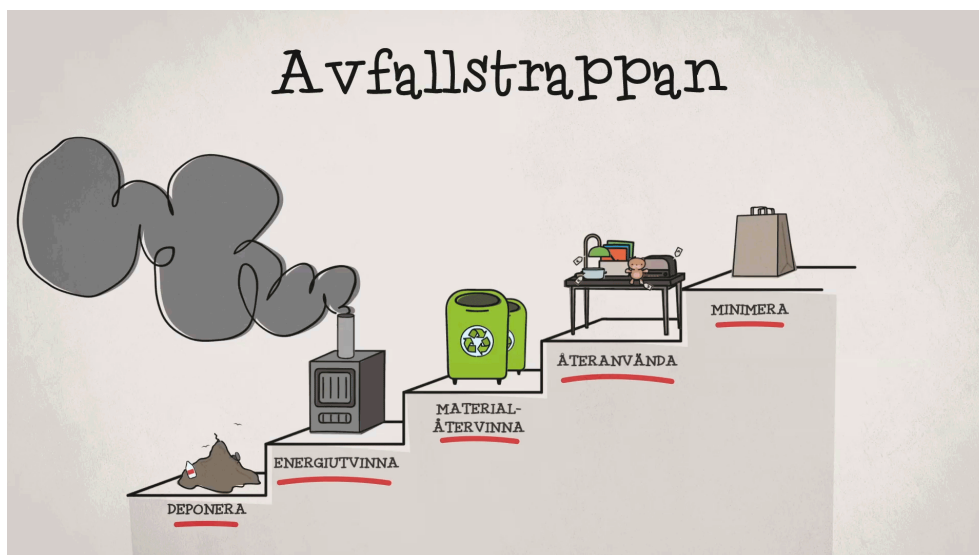 Avfallstrappan
MINIMERA
ÅTERANVÄNDA
MATERIAL-
ÅTERVINNA
ENERGIUTVINNA
DEPONERA